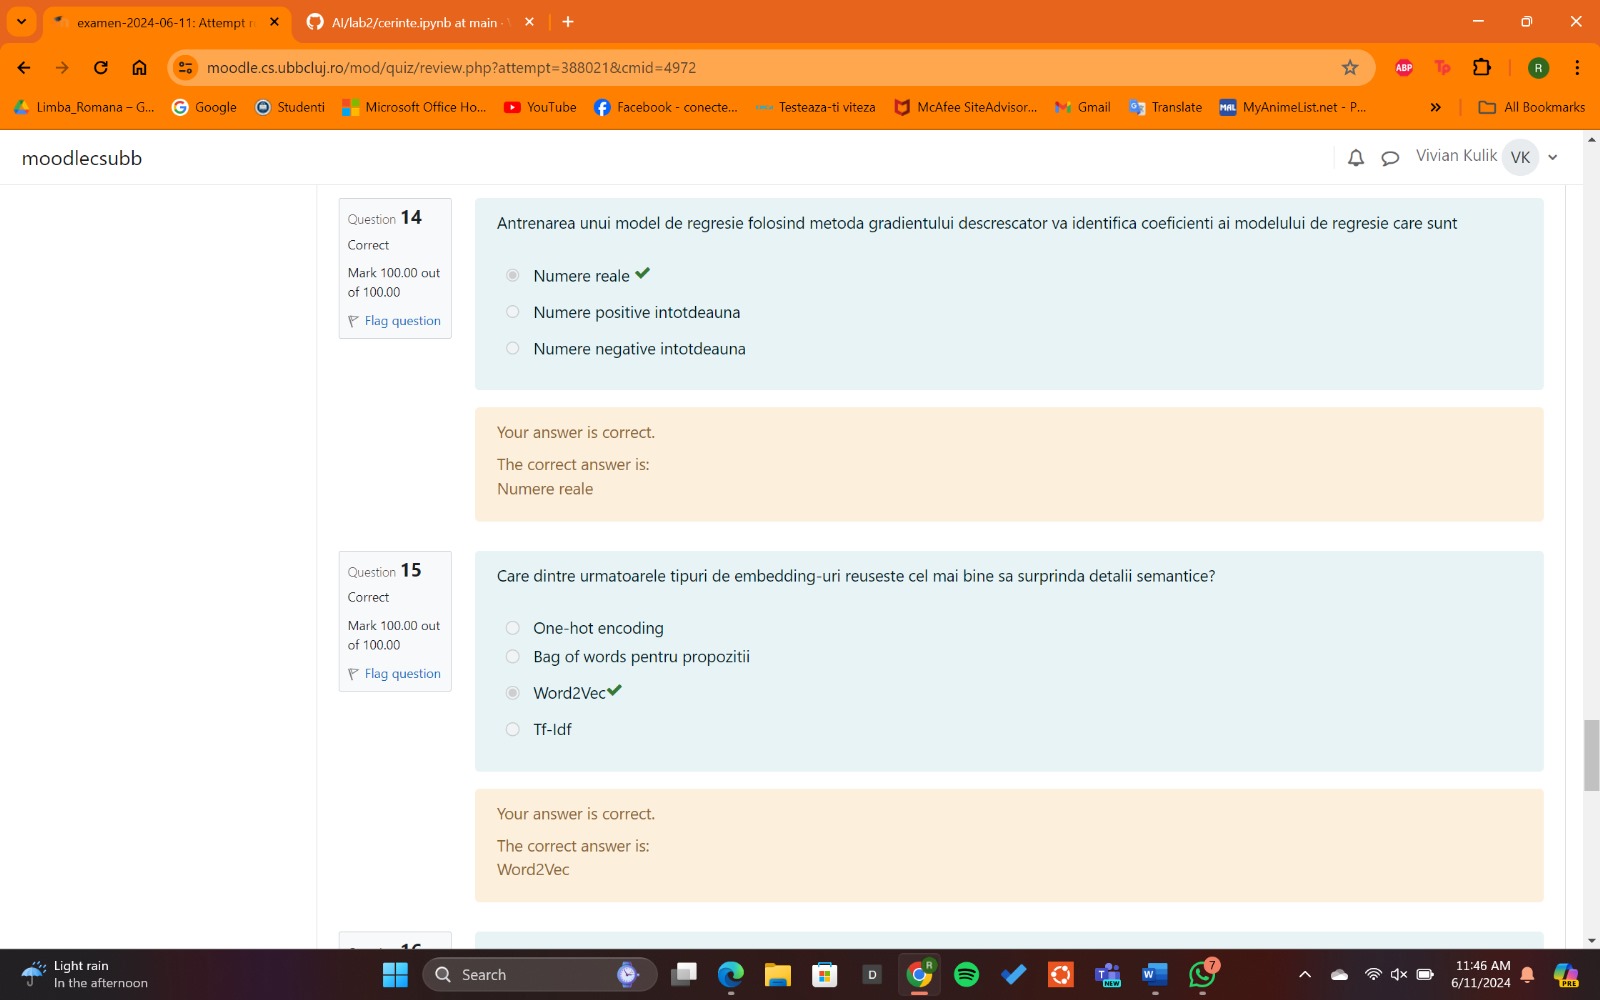 examen-2024-06-11: Attempt
AI/lab2/cerinte.ipynb at main ·
moodle.cs.ubbcluj.ro/mod/quiz/review.php?attempt=388021&cmid=4972
ABP
Tp
R
Limba_Romana – G...
Google
Studenti
Microsoft Office Ho...
YouTube
Facebook - conecte...
Testeaza-ti viteza
McAfee SiteAdvisor...
Gmail
Translate
MAL
MyAnimeList.net - P...
»
All Bookmarks
moodlecsubb
Vivian Kulik
VK
Question 14
Correct
Mark 100.00 out
of 100.00
Flag question
Antrenarea unui model de regresie folosind metoda gradientului descrescator va identifica coeficienti ai modelului de regresie care sunt
Numere reale
Numere positive intotdeauna
Numere negative intotdeauna
Your answer is correct.
The correct answer is:
Numere reale
Question 15
Correct
Mark 100.00 out
of 100.00
Flag question
Care dintre urmatoarele tipuri de embedding-uri reuseste cel mai bine sa surprinda detalii semantice?
One-hot encoding
Bag of words pentru propozitii
Word2Vec
Tf-Idf
Your answer is correct.
The correct answer is:
Word2Vec
Light rain
In the afternoon
Search
D
R
NEW
7
11:46 AM
6/11/2024
PRE